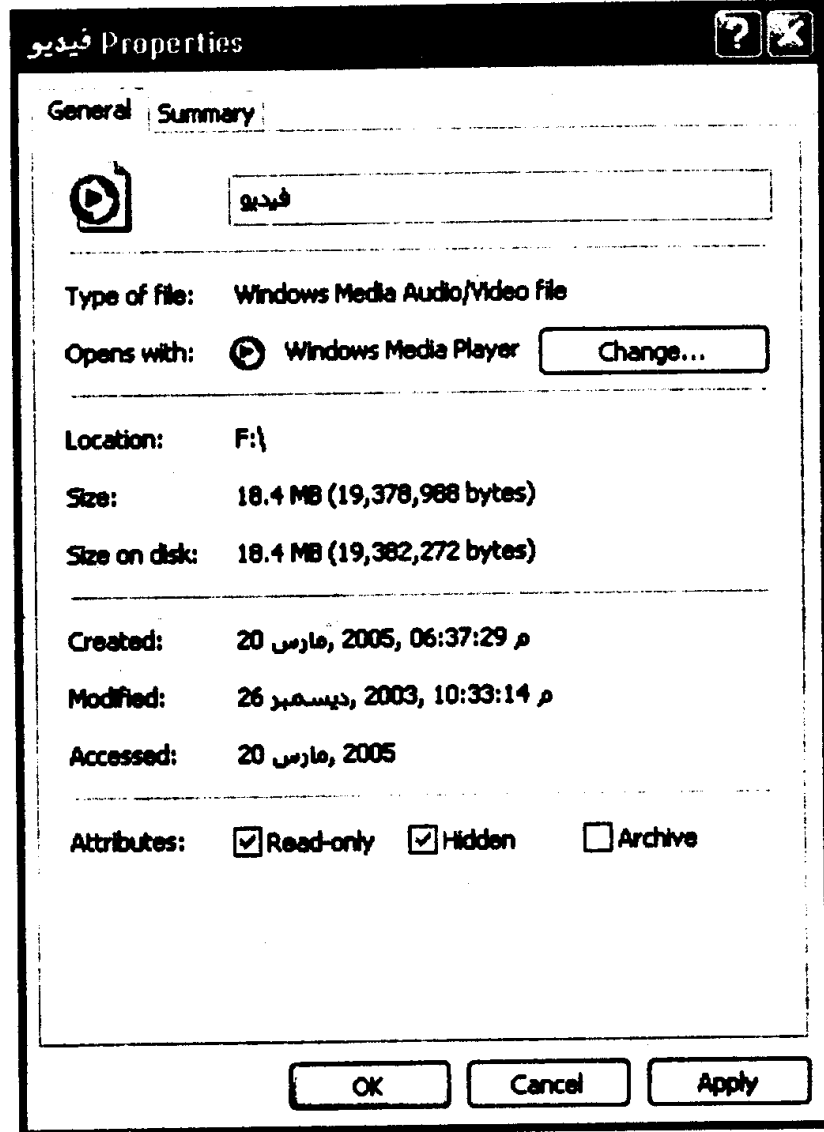 فيديو Properties
General Summary
فيديو
Type of file: Windows Media Audio/Video file
Opens with: Windows Media Player Change...
Location: F:\
Size: 18.4 MB (19,378,988 bytes)
Size on disk: 18.4 MB (19,382,272 bytes)
Created: 20 مارس, 2005, 06:37:29 م
Modified: 26 ديسمبر, 2003, 10:33:14 م
Accessed: 20 مارس, 2005
Attributes: Read-only Hidden Archive
OK Cancel Apply